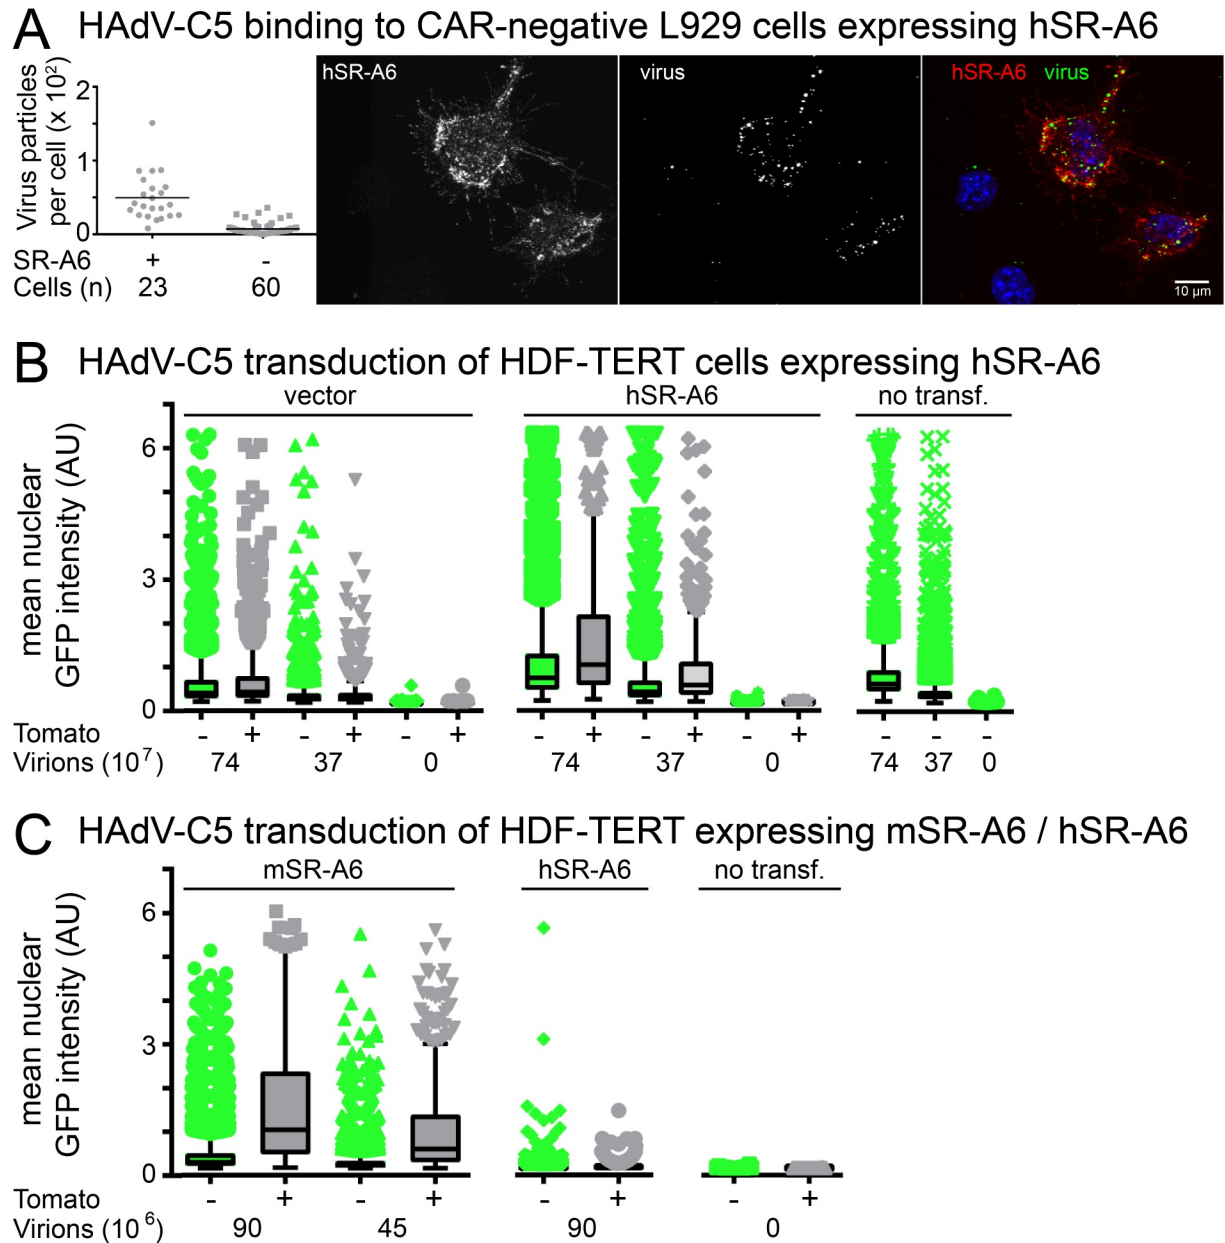 A HAdV-C5 binding to CAR-negative L929 cells expressing hSR-A6
Virus particles
per cell (x 10²)
2
1
0
SR-A6 + -
Cells (n) 23 60
hSR-A6
virus
hSR-A6 virus
10 µm
B HAdV-C5 transduction of HDF-TERT cells expressing hSR-A6
vector hSR-A6 no transf.
mean nuclear
GFP intensity (AU)
6
3
0
Tomato - + - + - + - + - + - + - - -
Virions (10⁷) 74 37 0 74 37 0 74 37 0
C HAdV-C5 transduction of HDF-TERT expressing mSR-A6 / hSR-A6
mSR-A6 hSR-A6 no transf.
mean nuclear
GFP intensity (AU)
6
3
0
Tomato - + - + - + - +
Virions (10⁶) 90 45 90 0